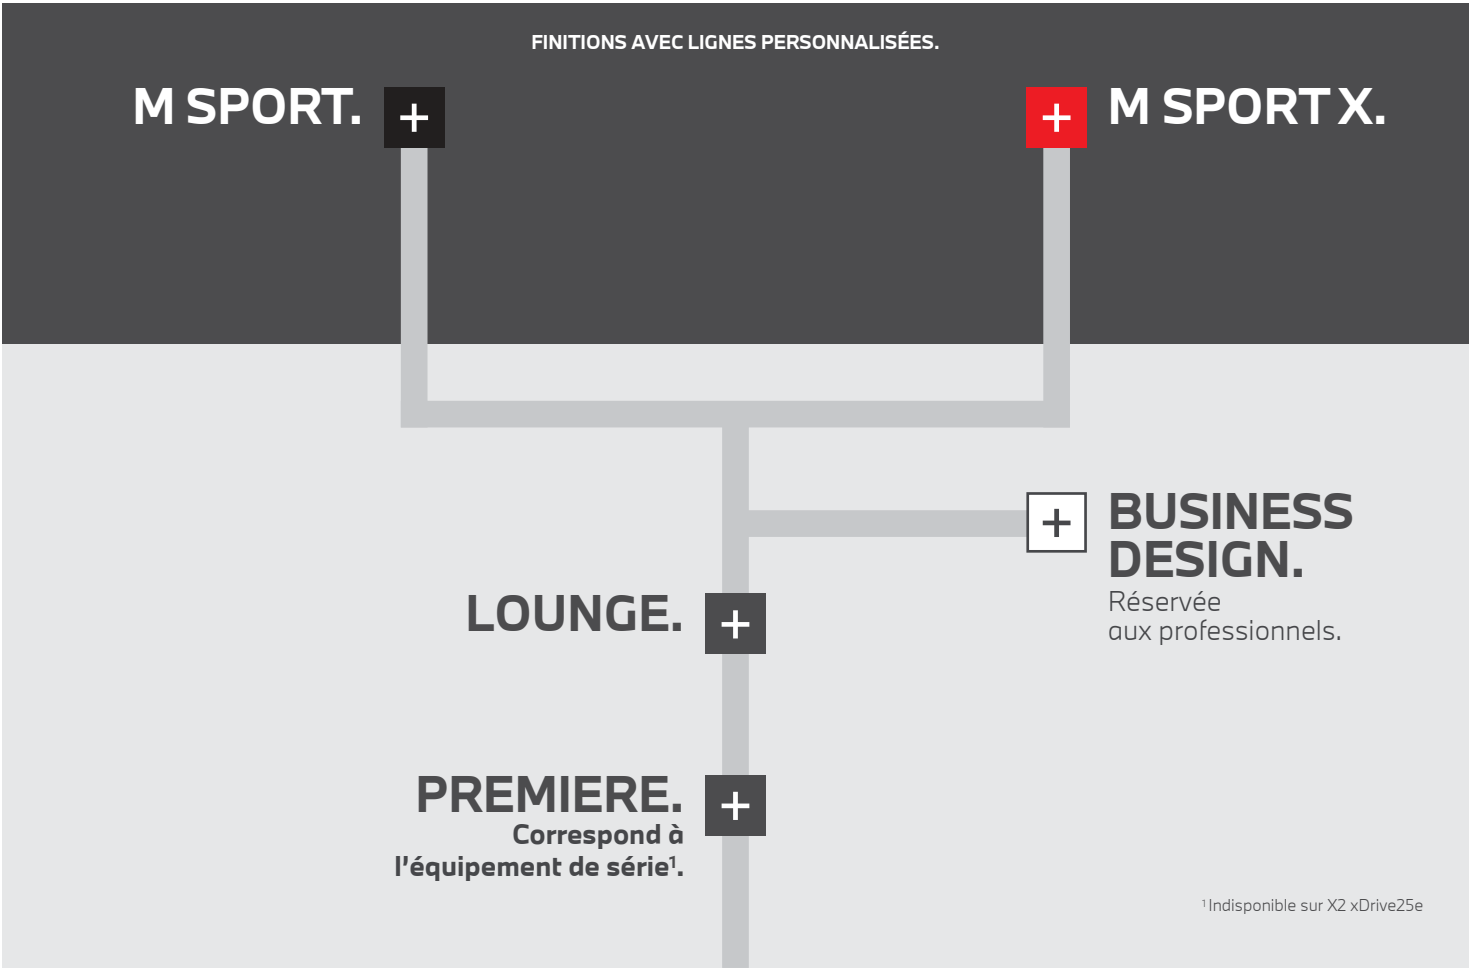 FINITIONS AVEC LIGNES PERSONNALISÉES.
M SPORT.
M SPORT X.
BUSINESS
DESIGN.
Réservée
aux professionnels.
LOUNGE.
PREMIERE.
Correspond à
l'équipement de série¹.
¹ Indisponible sur X2 xDrive25e